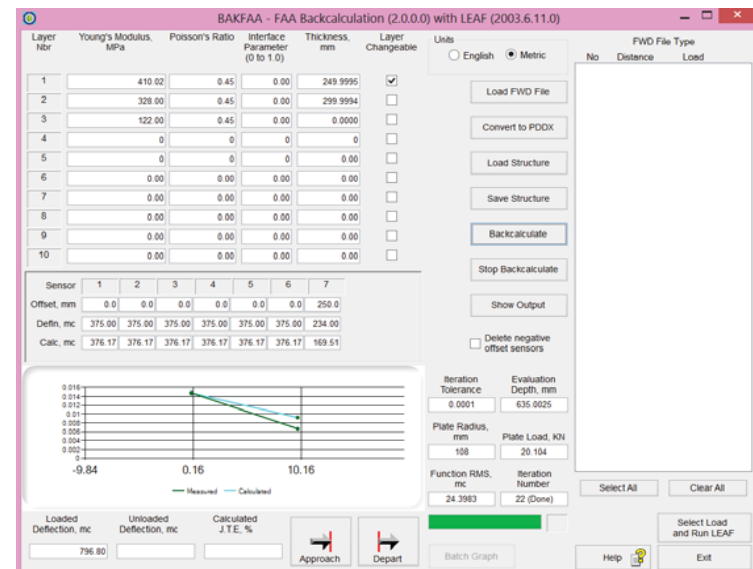 BAKFAA - FAA Backcalculation (2.0.0.0) with LEAF (2003.6.11.0)
Layer Nbr Young's Modulus, MPa Poisson's Ratio Interface Parameter (0 to 1.0) Thickness, mm Layer Changeable
1 410.02 0.45 0.00 249.9995
2 328.00 0.45 0.00 299.9994
3 122.00 0.45 0.00 0.0000
4 0 0 0 0
5 0 0 0 0.00
6 0.00 0.00 0.00 0.00
7 0.00 0.00 0.00 0.00
8 0.00 0.00 0.00 0.00
9 0.00 0.00 0.00 0.00
10 0.00 0.00 0.00 0.00
Sensor 1 2 3 4 5 6 7
Offset, mm 0.0 0.0 0.0 0.0 0.0 0.0 250.0
Defln, mc 375.00 375.00 375.00 375.00 375.00 375.00 234.00
Calc, mc 376.17 376.17 376.17 376.17 376.17 376.17 169.51
0.016
0.014
0.012
0.01
0.008
0.006
0.004
0.002
0
-9.84 0.16 10.16
Measured Calculated
Loaded Deflection, mc Unloaded Deflection, mc Calculated J.T.E, %
796.80
Approach Depart
Units
English Metric
Load FWD File
Convert to PDDX
Load Structure
Save Structure
Backcalculate
Stop Backcalculate
Show Output
Delete negative
offset sensors
Iteration Tolerance Evaluation Depth, mm
0.0001 635.0025
Plate Radius, mm Plate Load, KN
108 20.104
Function RMS, mc Iteration Number
24.3983 22 (Done)
Batch Graph
FWD File Type
No Distance Load
Select All Clear All
Select Load
and Run LEAF
Help Exit